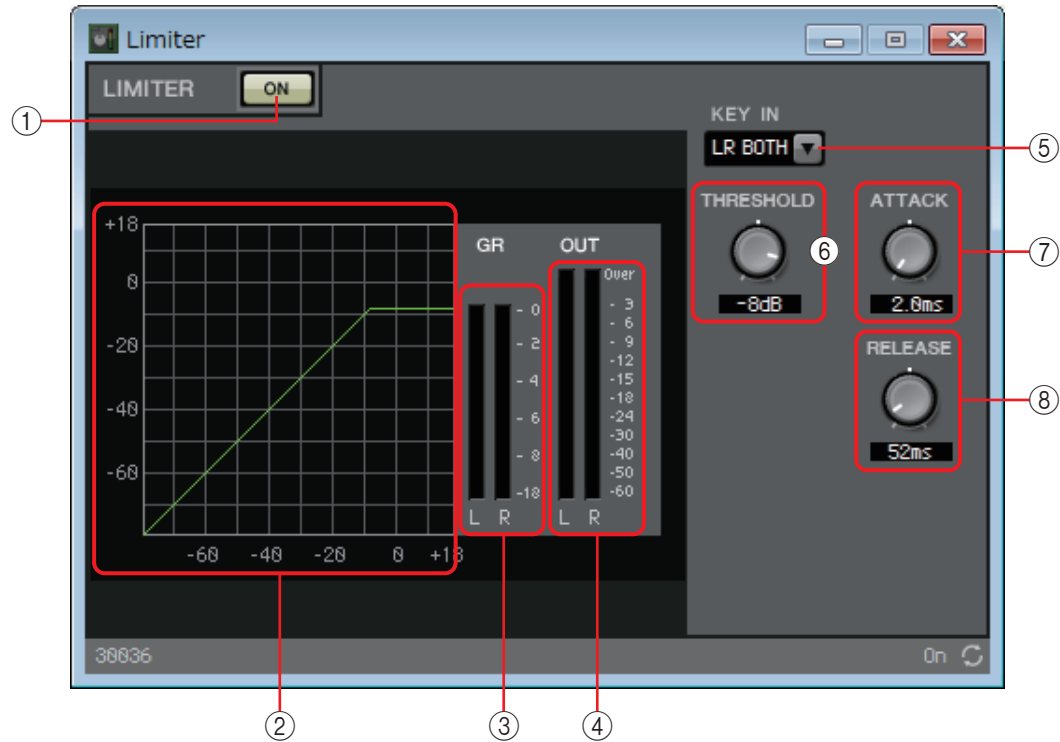 Limiter
LIMITER
ON
①
KEY IN
LR BOTH
⑤
THRESHOLD
-8dB
⑥
ATTACK
2.0ms
⑦
RELEASE
52ms
⑧
+18
0
-20
-40
-60
-60 -40 -20 0 +18
GR
- 0
- 2
- 4
- 6
- 8
-18
L R
OUT
Over
- 3
- 6
- 9
-12
-15
-18
-24
-30
-40
-50
-60
L R
30036
On
② ③ ④